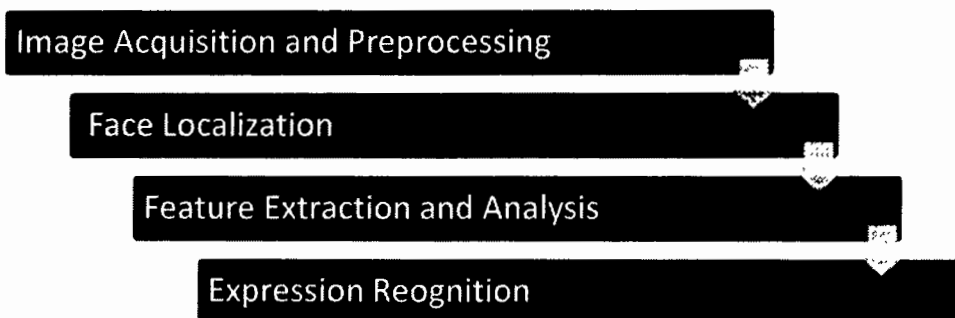 Image Acquisition and Preprocessing
Face Localization
Feature Extraction and Analysis
Expression Reognition